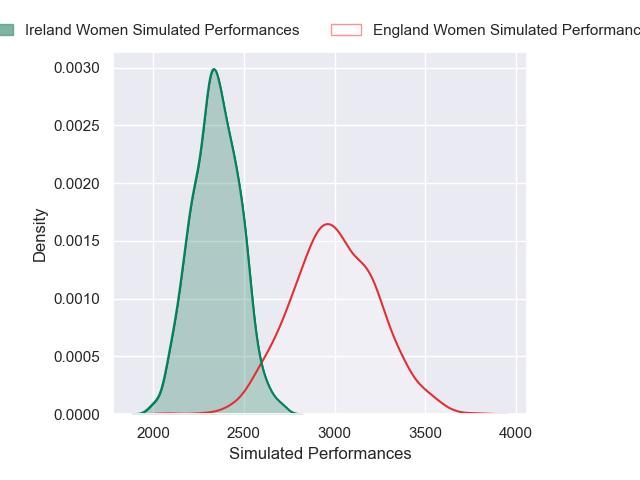 Ireland Women Simulated Performances
England Women Simulated Performanc
0.0030
0.0025
0.0020
0.0015
0.0010
0.0005
0.0000
Density
2000 2500 3000 3500 4000
Simulated Performances